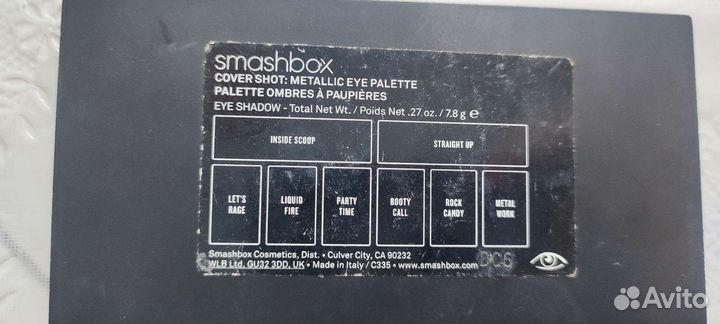 smashbox
COVER SHOT: METALLIC EYE PALETTE
PALETTE OMBRES À PAUPIÈRES
EYE SHADOW - Total Net Wt. / Poids Net .27 oz. / 7.8 g e
INSIDE SCOOP STRAIGHT UP
LET'S RAGE
LIQUID FIRE
PARTY TIME
BOOTY CALL
ROCK CANDY
METAL WORK
Smashbox Cosmetics, Dist. • Culver City, CA 90232
WLB Ltd, GU32 3DD, UK • Made in Italy / C335 • www.smashbox.com
Avito